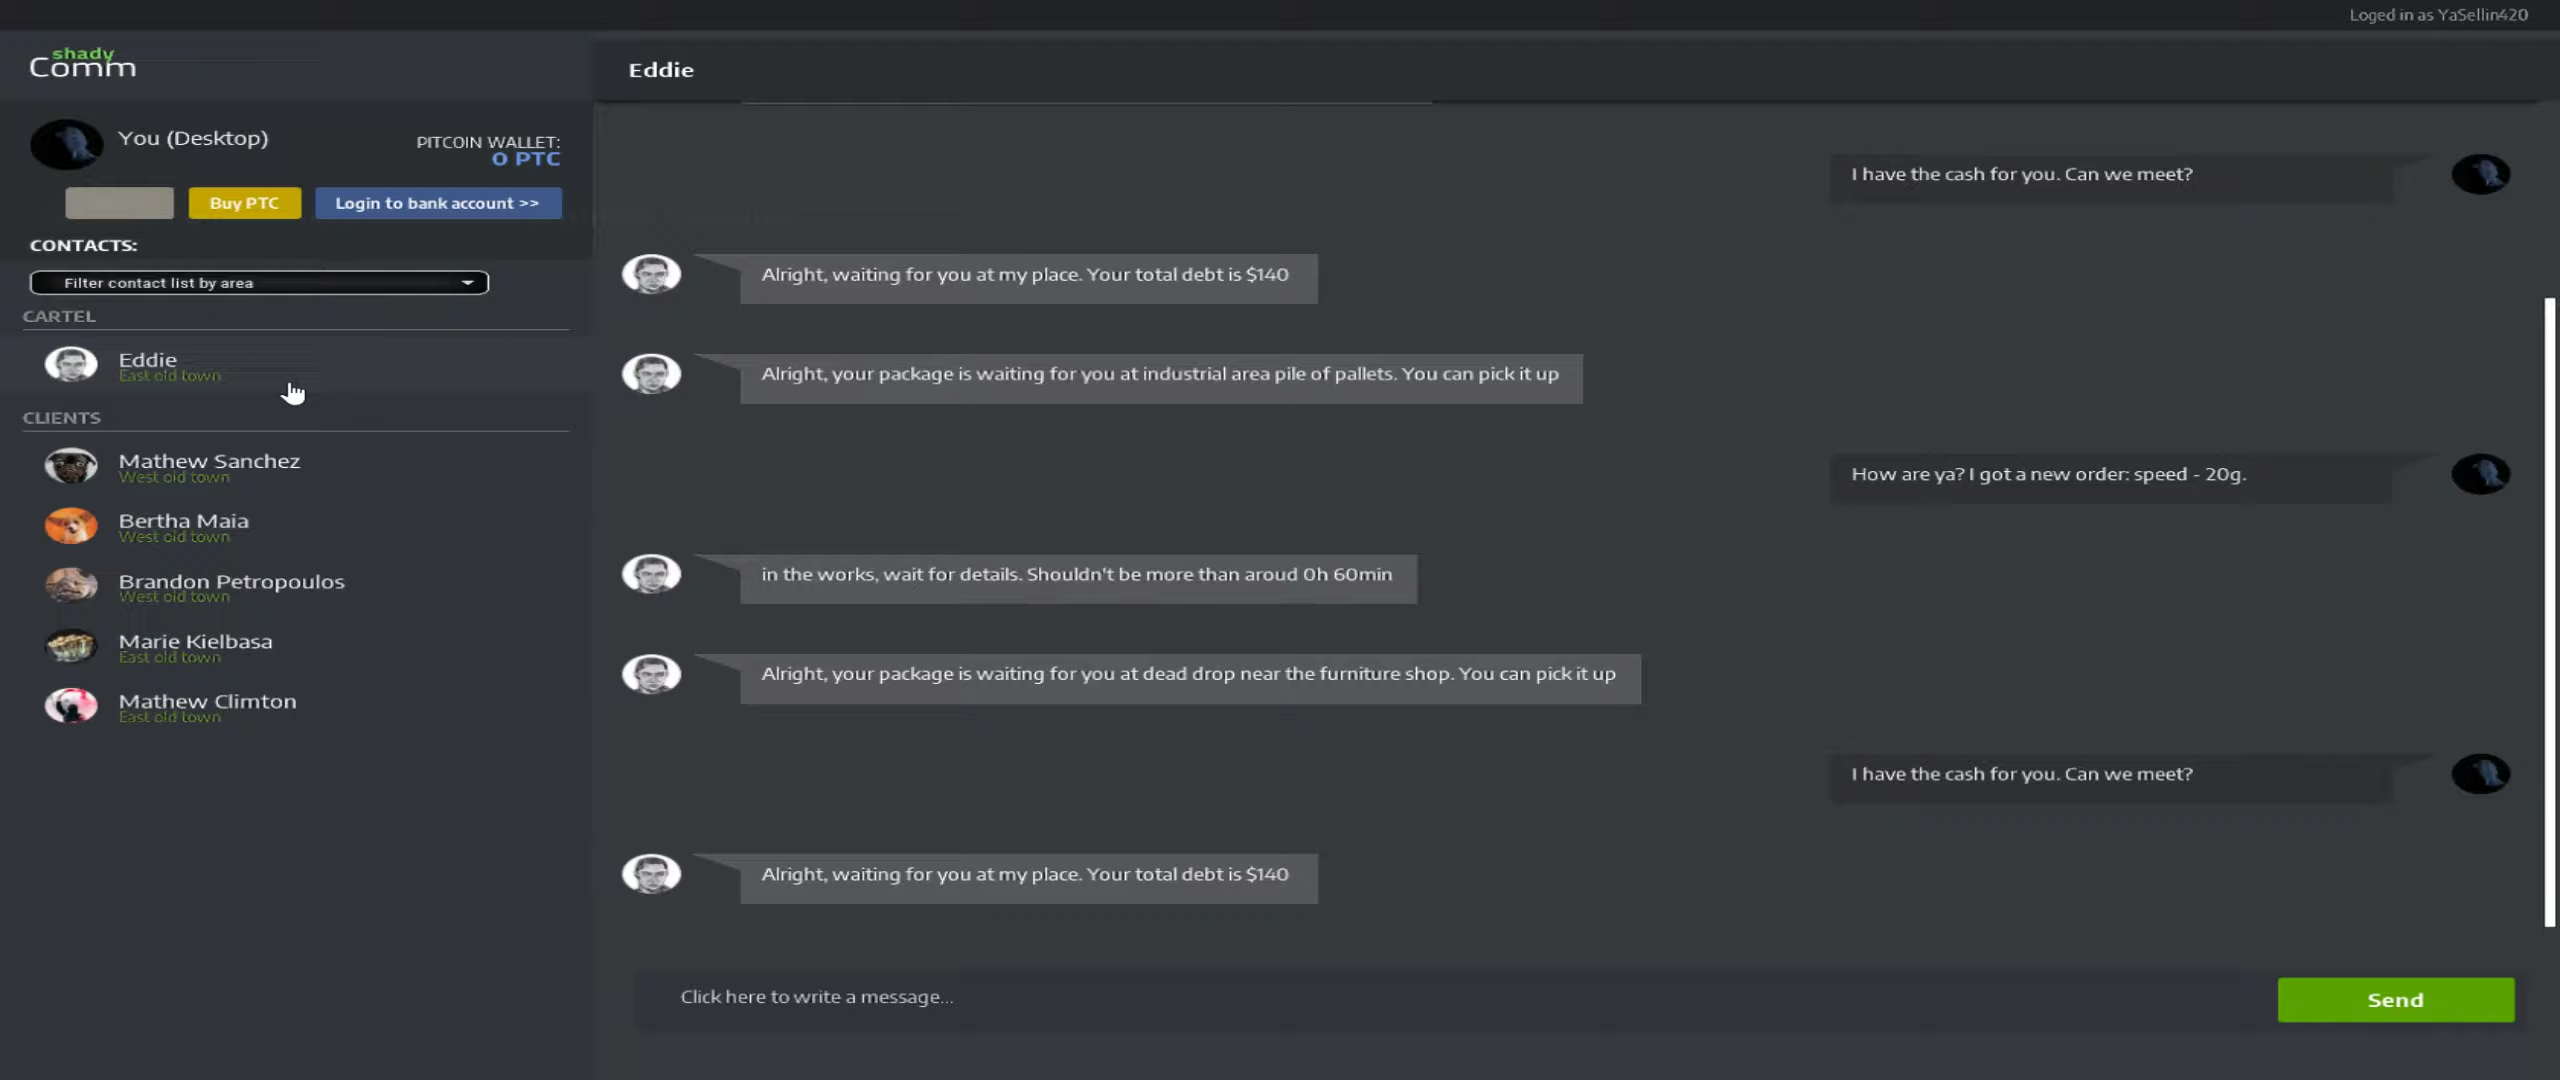 Loged in as YaSellin420
shady
Comm
You (Desktop)
PITCOIN WALLET:
0 PTC
Buy PTC
Login to bank account >>
CONTACTS:
Filter contact list by area
CARTEL
Eddie
East old town
CLIENTS
Mathew Sanchez
West old town
Bertha Maia
West old town
Brandon Petropoulos
West old town
Marie Kielbasa
East old town
Mathew Climton
East old town
Eddie
I have the cash for you. Can we meet?
Alright, waiting for you at my place. Your total debt is $140
Alright, your package is waiting for you at industrial area pile of pallets. You can pick it up
How are ya? I got a new order: speed - 20g.
in the works, wait for details. Shouldn't be more than aroud 0h 60min
Alright, your package is waiting for you at dead drop near the furniture shop. You can pick it up
I have the cash for you. Can we meet?
Alright, waiting for you at my place. Your total debt is $140
Click here to write a message...
Send